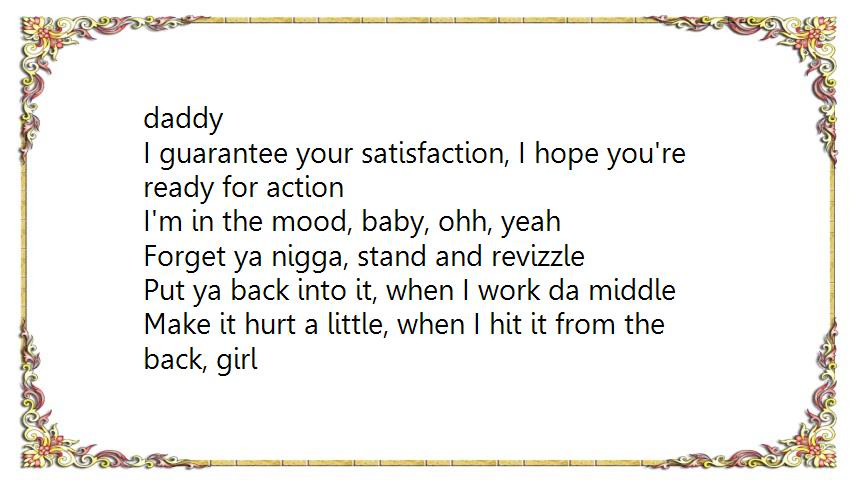 daddy
I guarantee your satisfaction, I hope you're
ready for action
I'm in the mood, baby, ohh, yeah
Forget ya nigga, stand and revizzle
Put ya back into it, when I work da middle
Make it hurt a little, when I hit it from the
back, girl